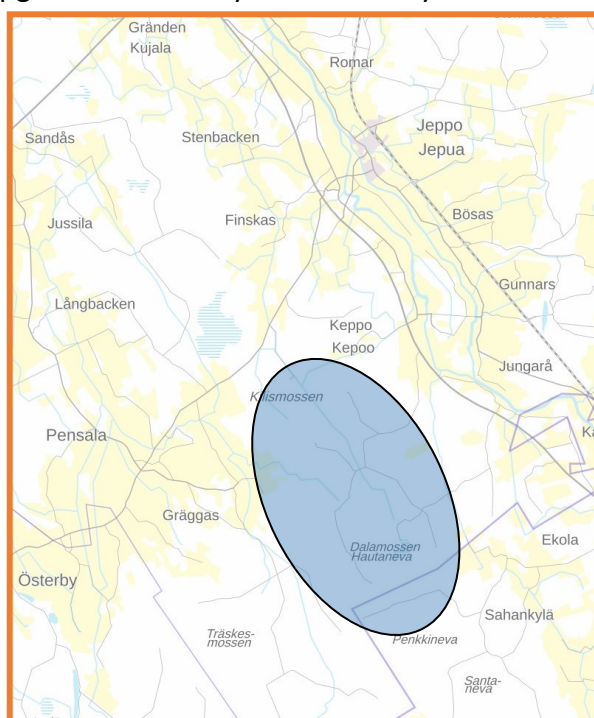 Gränden
Kujala
Romar
Jeppo
Jepua
Sandås
Stenbacken
Jussila
Finskas
Bösas
Långbacken
Gunnars
Keppo
Kepoo
Jungarå
Kiismossen
Pensala
Gräggas
Dalamossen
Hautaneva
Ekola
Österby
Sahankylä
Träskes-
mossen
Penkkineva
Santa-
neva